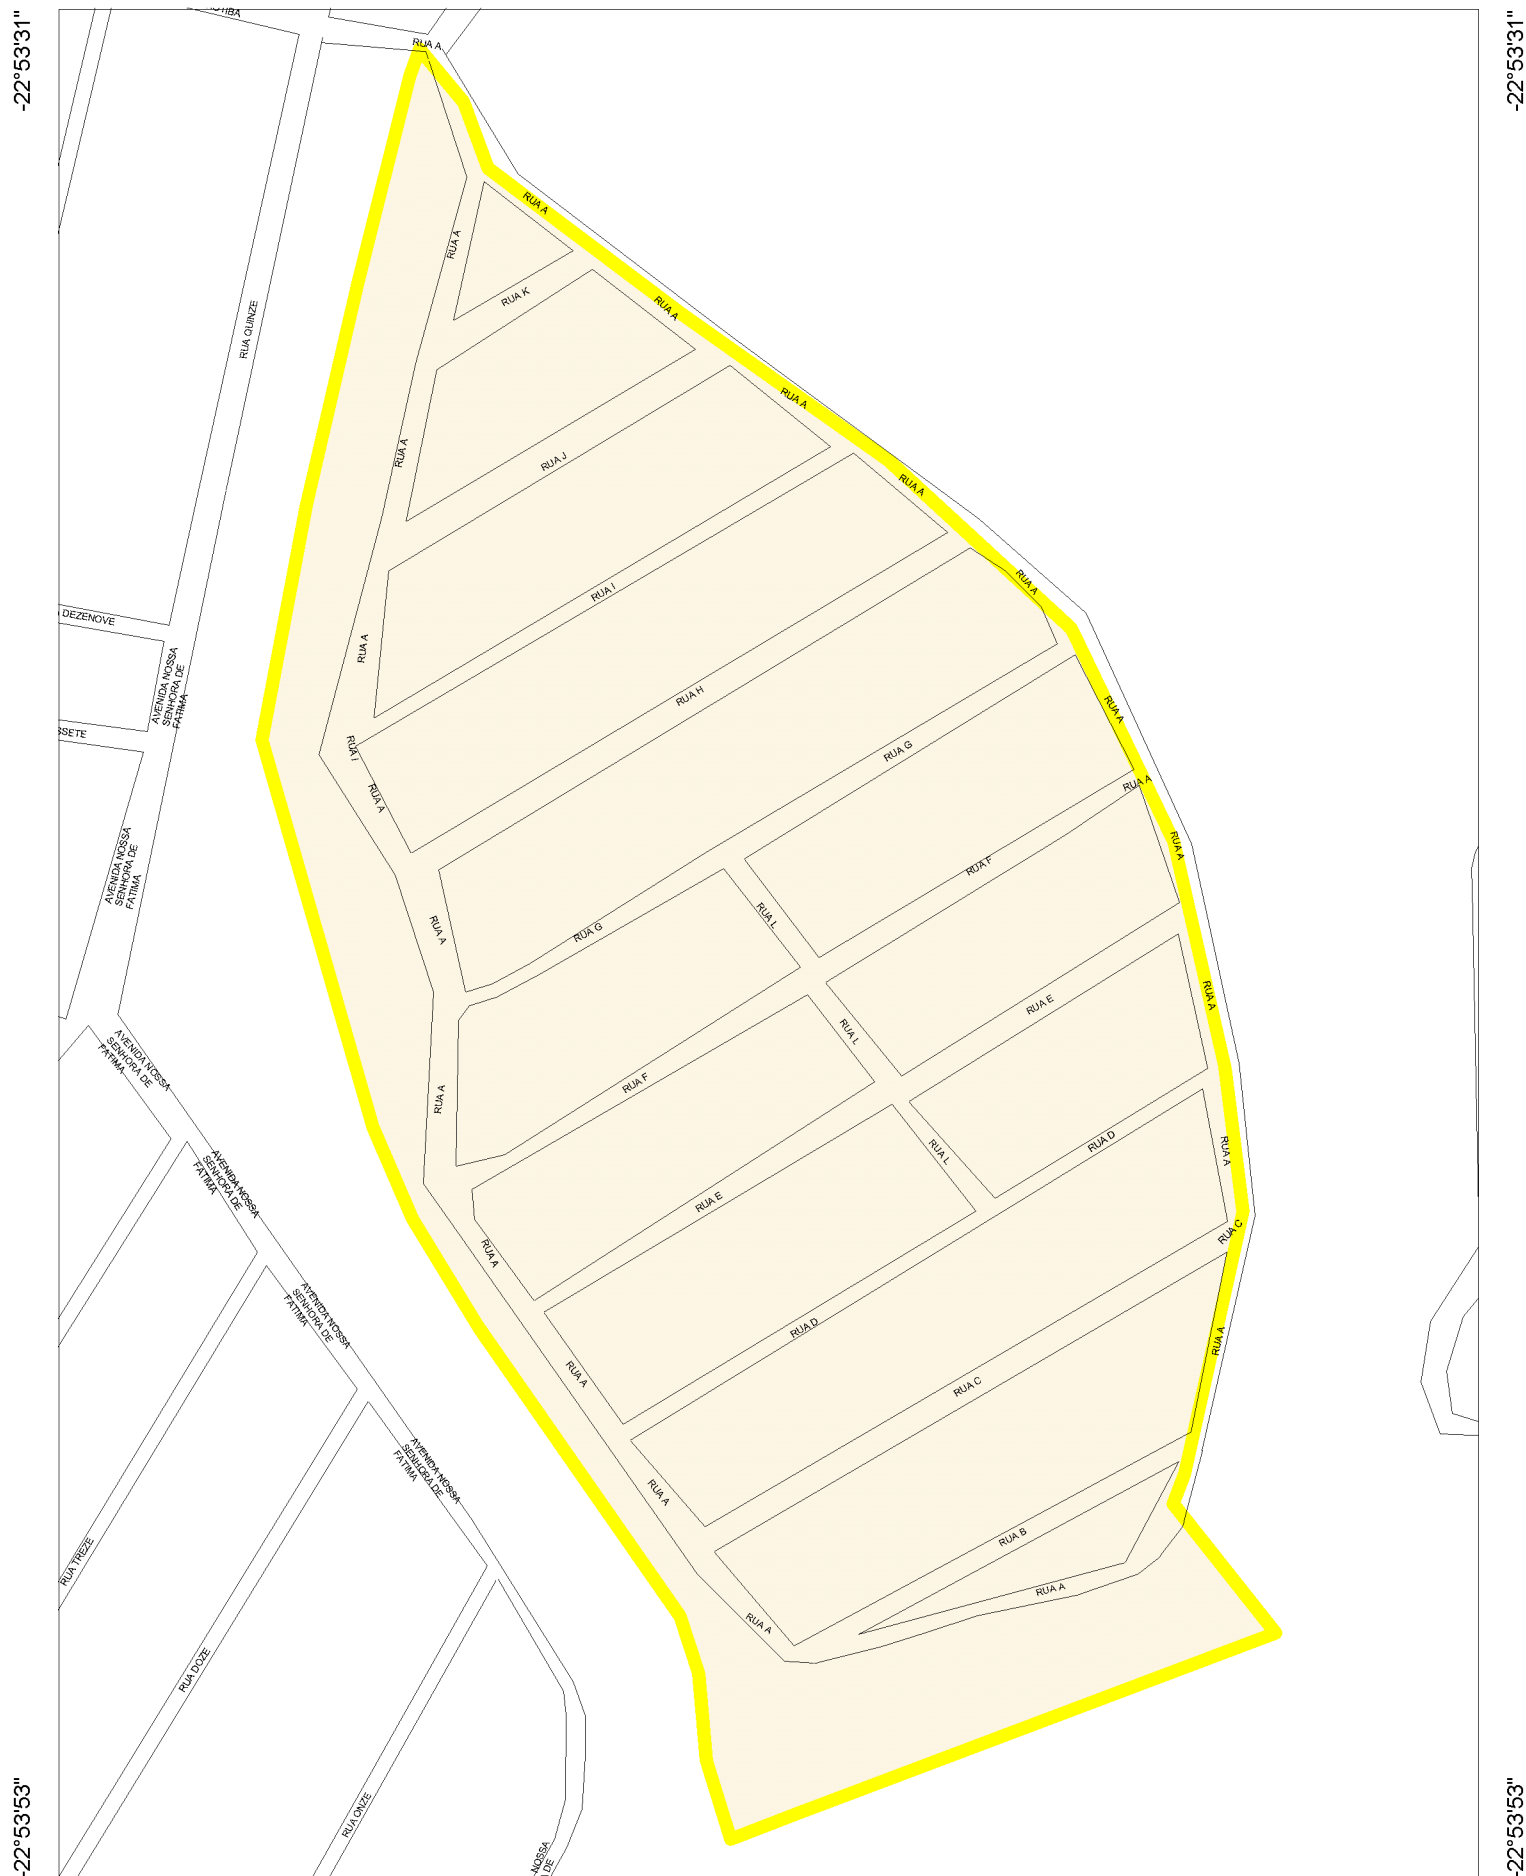 -22°53'31"
-22°53'31"
RUA A
RUA A
RUA A
RUA K
RUA A
RUA QUINZE
RUA A
RUA A
RUA J
RUA A
RUA A
RUA I
DEZENOVE
RUA A
AVENIDA NOSSA
SENHORA DE
FATIMA
RUA H
RUA A
SSETE
RUA I
RUA G
RUA A
RUA A
RUA A
AVENIDA NOSSA
SENHORA DE
FATIMA
RUA F
RUA L
RUA A
RUA G
RUA A
RUA E
RUA L
AVENIDA NOSSA
SENHORA DE
FATIMA
RUA F
RUA A
RUA D
RUA L
RUA A
AVENIDA NOSSA
SENHORA DE
FATIMA
RUA E
RUA C
RUA A
AVENIDA NOSSA
SENHORA DE
FATIMA
RUA D
RUA A
RUA A
RUA C
AVENIDA NOSSA
SENHORA DE
FATIMA
RUA A
RUA B
RUA TREZE
RUA A
RUA A
RUA DOZE
RUA ONZE
NOSSA
DE
-22°53'53"
-22°53'53"